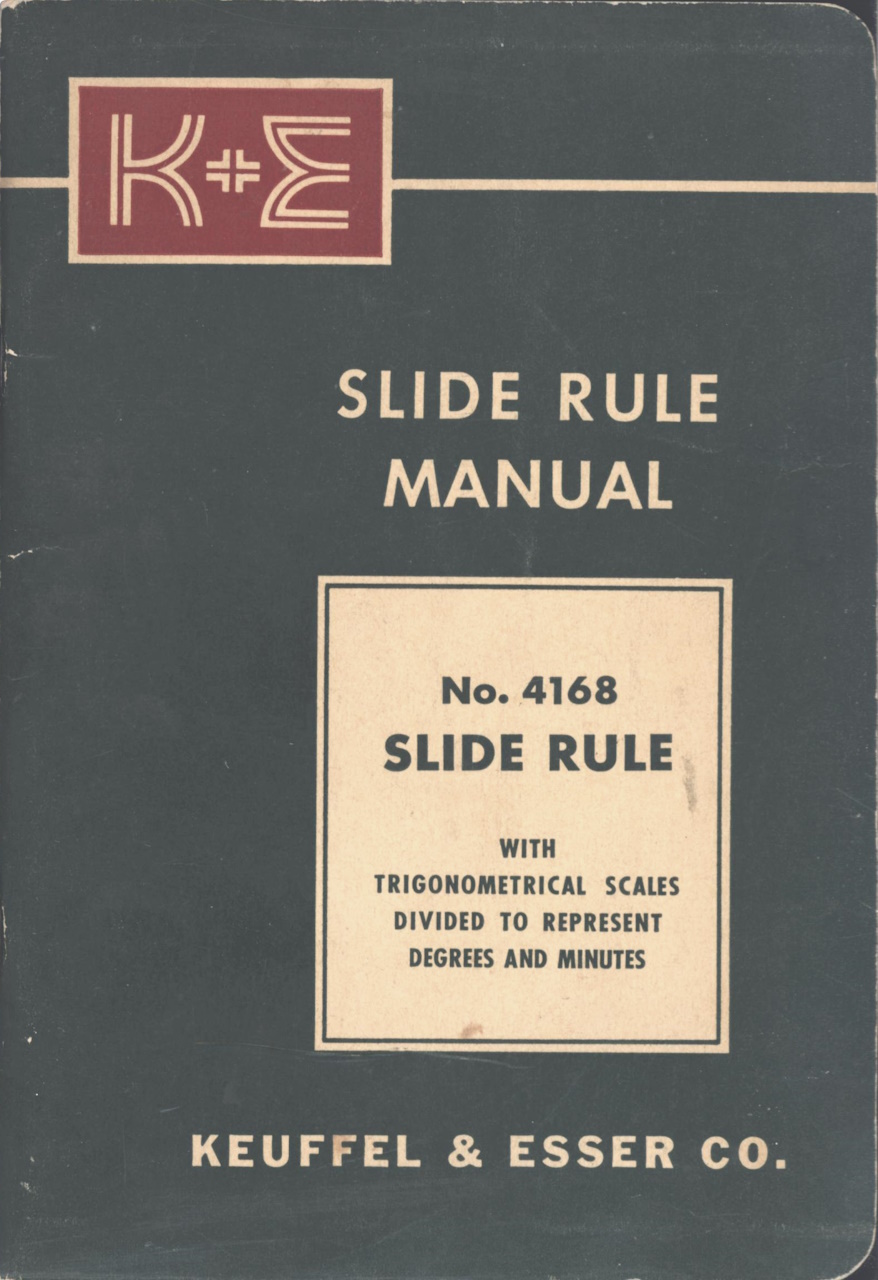 K+E
SLIDE RULE
MANUAL
No. 4168
SLIDE RULE
WITH
TRIGONOMETRICAL SCALES
DIVIDED TO REPRESENT
DEGREES AND MINUTES
KEUFFEL & ESSER CO.